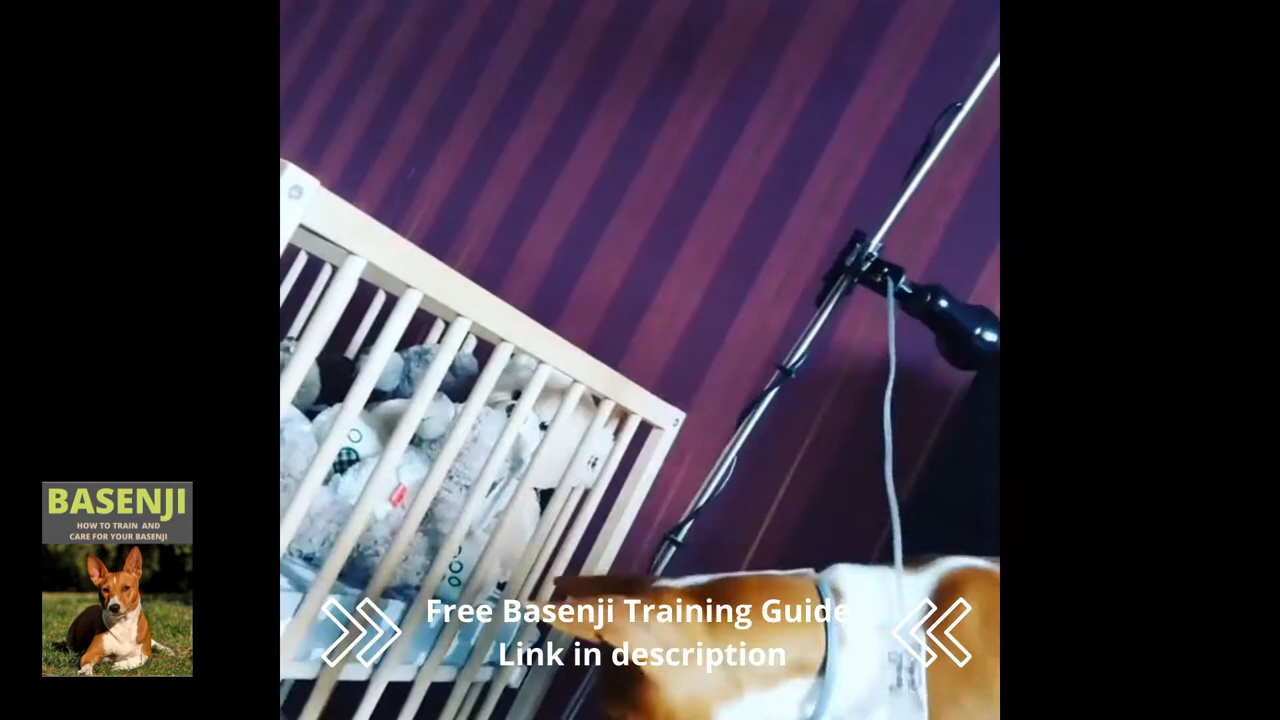 BASENJI
HOW TO TRAIN AND
CARE FOR YOUR BASENJI
Free Basenji Training Guide
Link in description